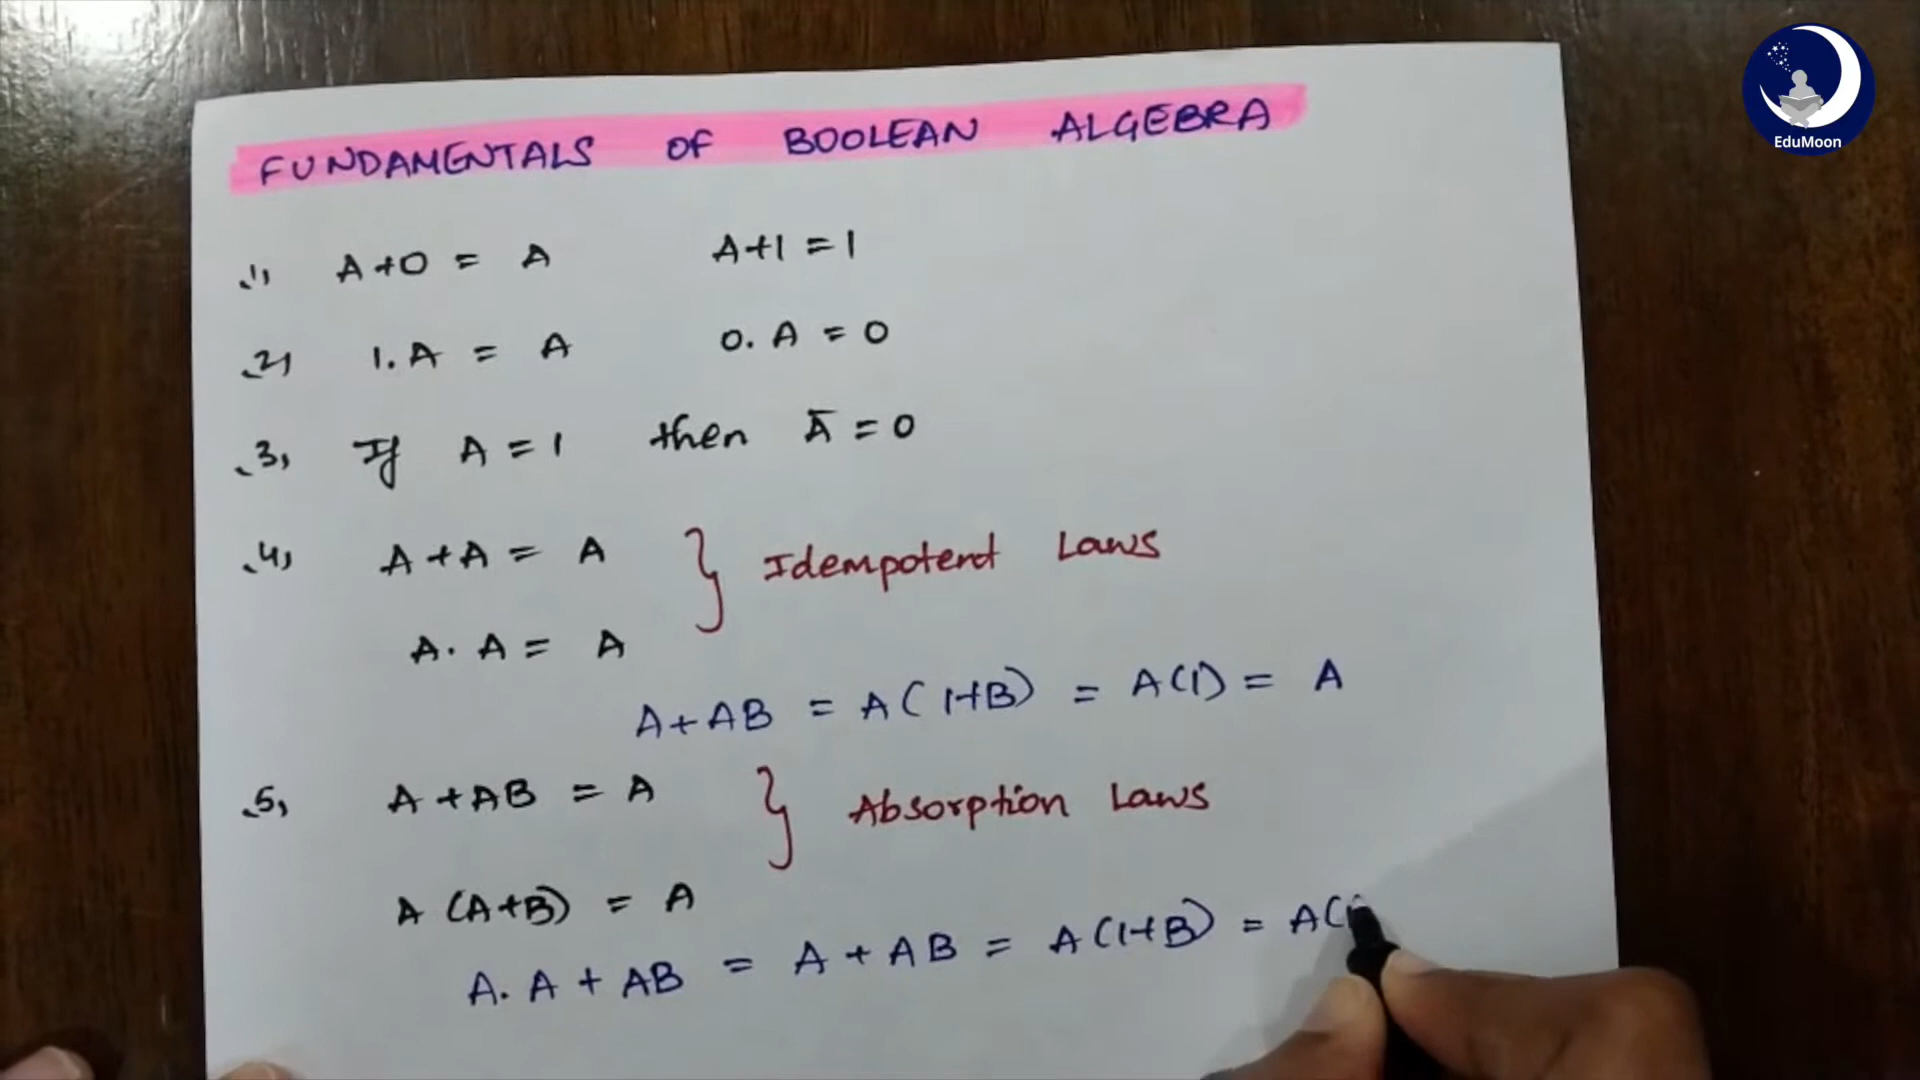 FUNDAMENTALS OF BOOLEAN ALGEBRA
EduMoon
1) A+0 = A A+1 = 1
2) 1.A = A 0.A = 0
3) If A = 1 then Ā = 0
4) A+A = A } Idempotent Laws
A.A = A
A+AB = A(1+B) = A(1) = A
5) A+AB = A } Absorption Laws
A(A+B) = A
A.A + AB = A + AB = A(1+B) = A(